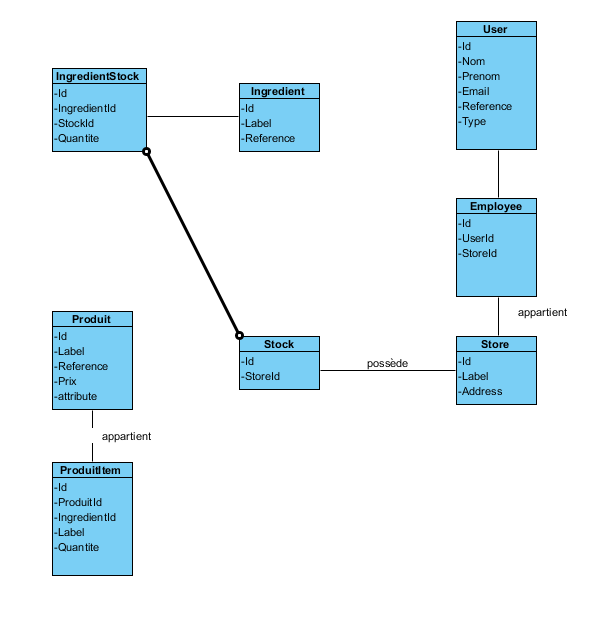 User
-Id
-Nom
-Prenom
-Email
-Reference
-Type
IngredientStock
-Id
-IngredientId
-StockId
-Quantite
Ingredient
-Id
-Label
-Reference
Employee
-Id
-UserId
-StoreId
appartient
Produit
-Id
-Label
-Reference
-Prix
-attribute
Stock
-Id
-StoreId
possède
Store
-Id
-Label
-Address
appartient
ProduitItem
-Id
-ProduitId
-IngredientId
-Label
-Quantite